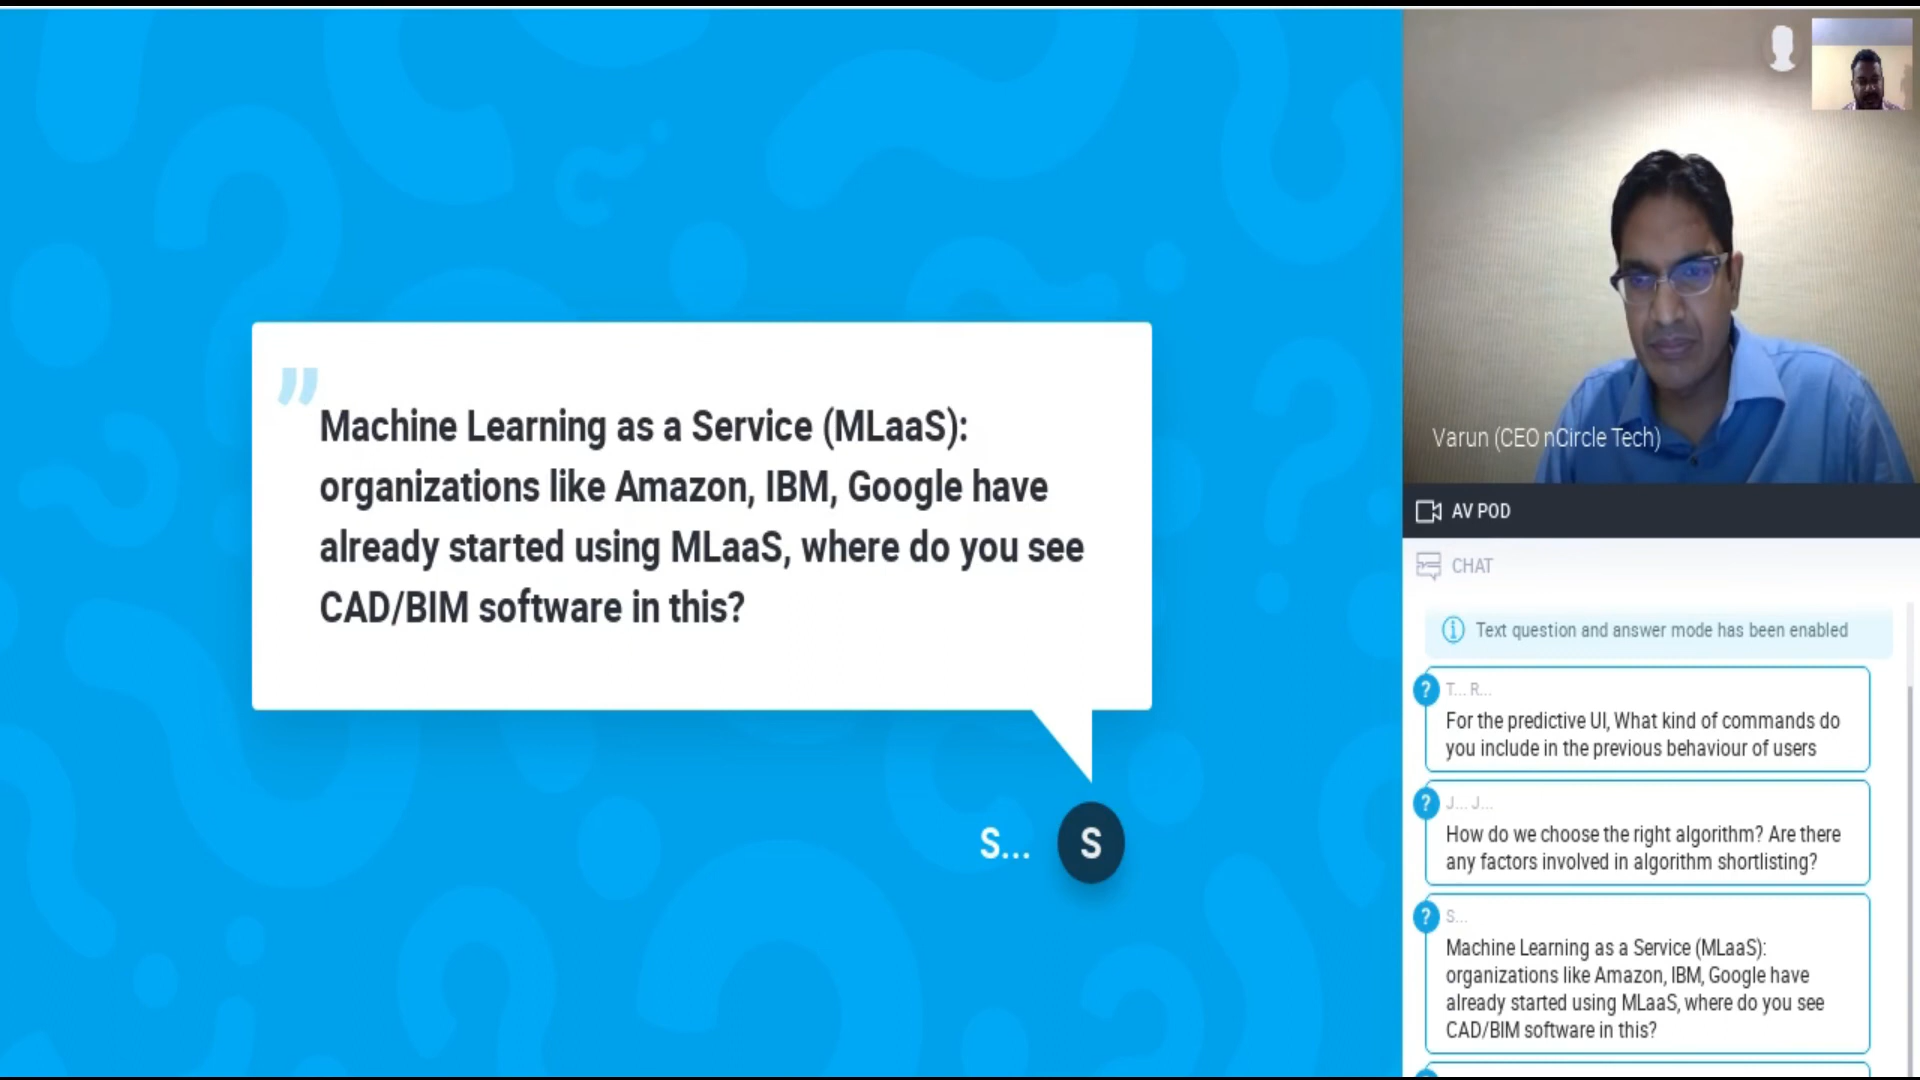 Machine Learning as a Service (MLaaS):
organizations like Amazon, IBM, Google have
already started using MLaaS, where do you see
CAD/BIM software in this?
S...
S
Varun (CEO nCircle Tech)
AV POD
CHAT
Text question and answer mode has been enabled
? T... R...
For the predictive UI, What kind of commands do
you include in the previous behaviour of users
? J... J...
How do we choose the right algorithm? Are there
any factors involved in algorithm shortlisting?
? S...
Machine Learning as a Service (MLaaS):
organizations like Amazon, IBM, Google have
already started using MLaaS, where do you see
CAD/BIM software in this?